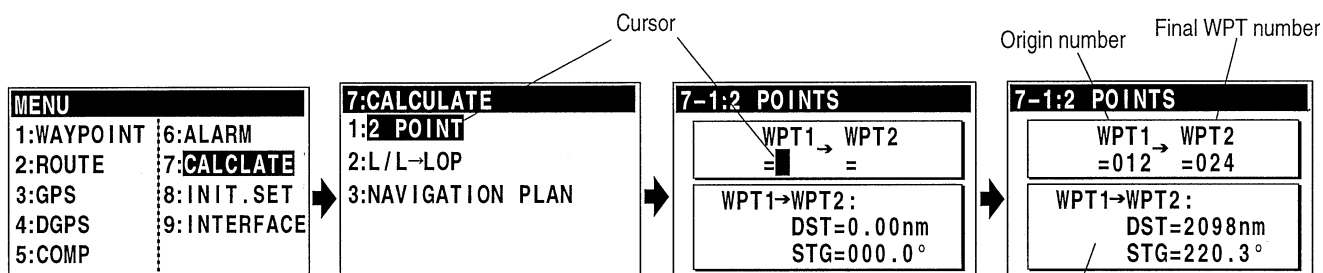 Cursor
Origin number
Final WPT number
MENU
1:WAYPOINT
2:ROUTE
3:GPS
4:DGPS
5:COMP
6:ALARM
7:CALCLATE
8:INIT.SET
9:INTERFACE
7:CALCULATE
1:2 POINT
2:L/L→LOP
3:NAVIGATION PLAN
7-1:2 POINTS
WPT1 → WPT2
= =
WPT1→WPT2:
DST=0.00nm
STG=000.0°
7-1:2 POINTS
WPT1 → WPT2
=012 =024
WPT1→WPT2:
DST=2098nm
STG=220.3°